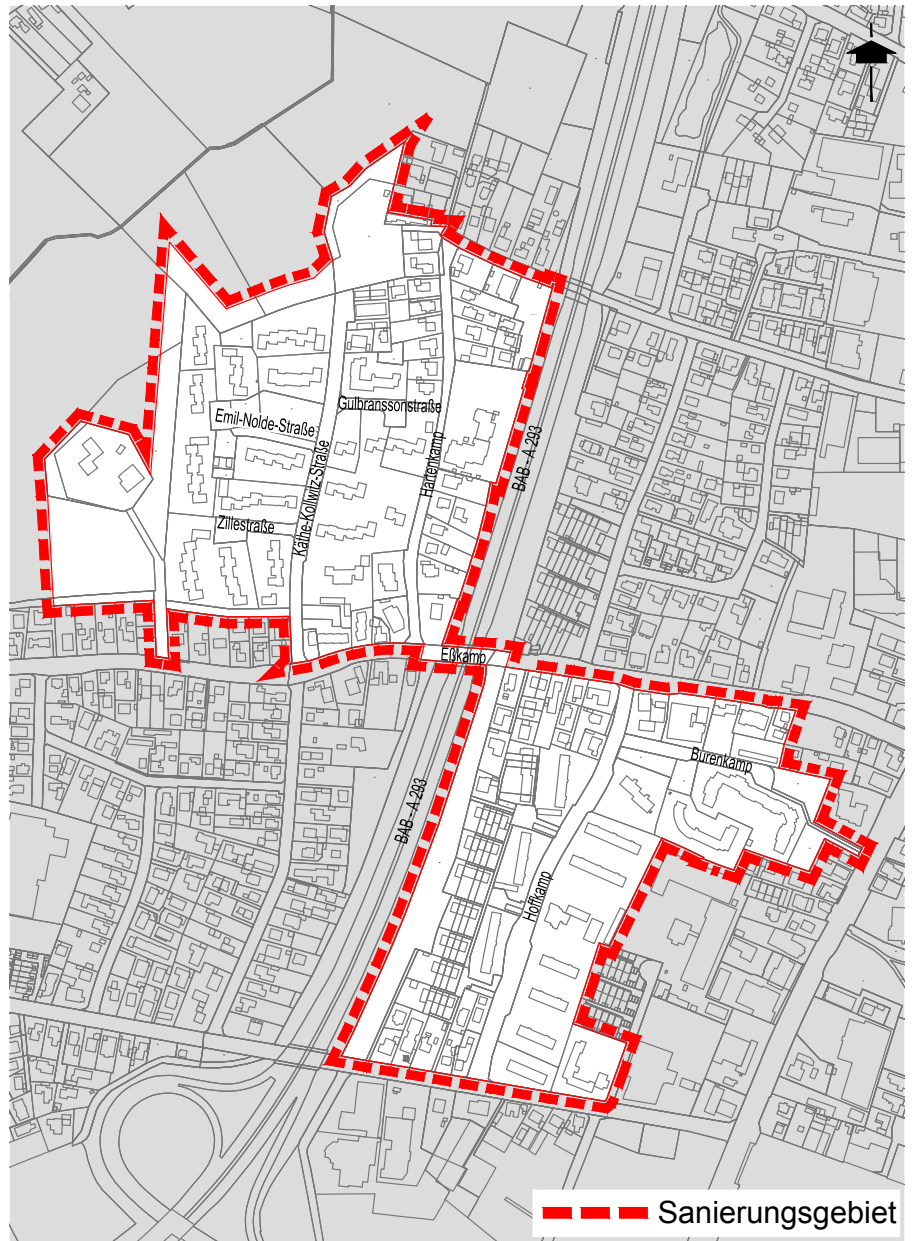 Gulbranssonstraße
Emil-Nolde-Straße
Hartenkamp
BAB - A 293
Käthe-Kollwitz-Straße
Zillestraße
Eßkamp
Burenkamp
BAB - A 293
Hoffkamp
Sanierungsgebiet